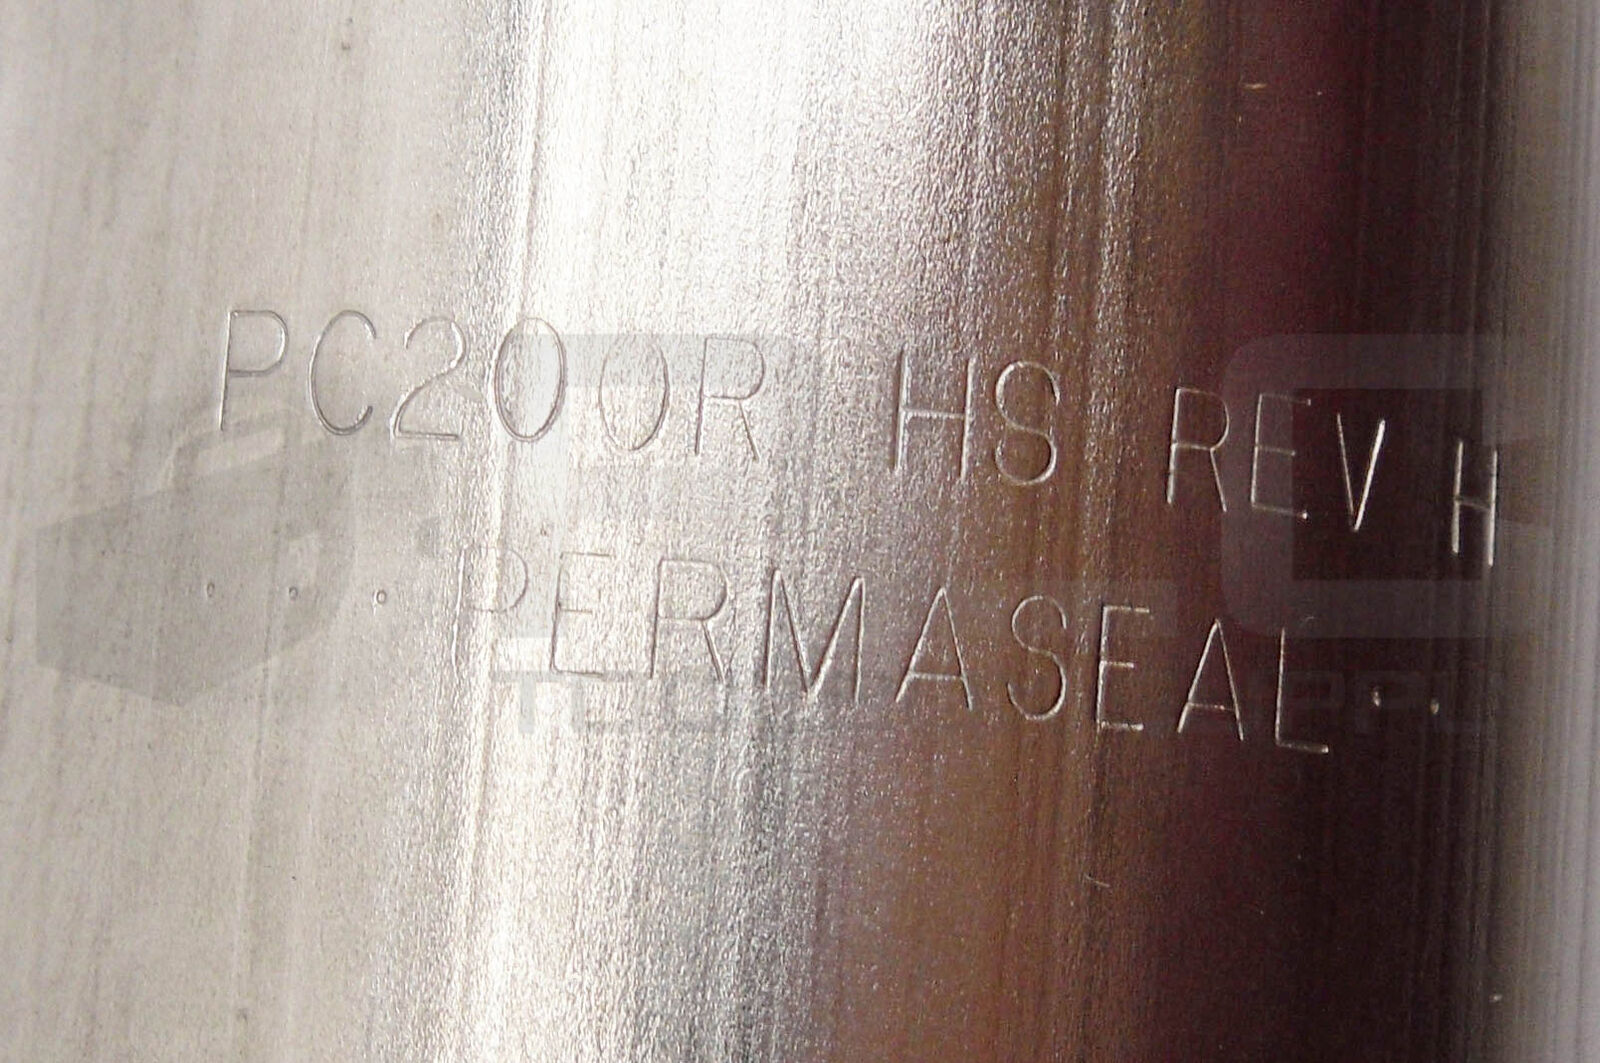 PC200R HS REV H
....PERMASEAL..